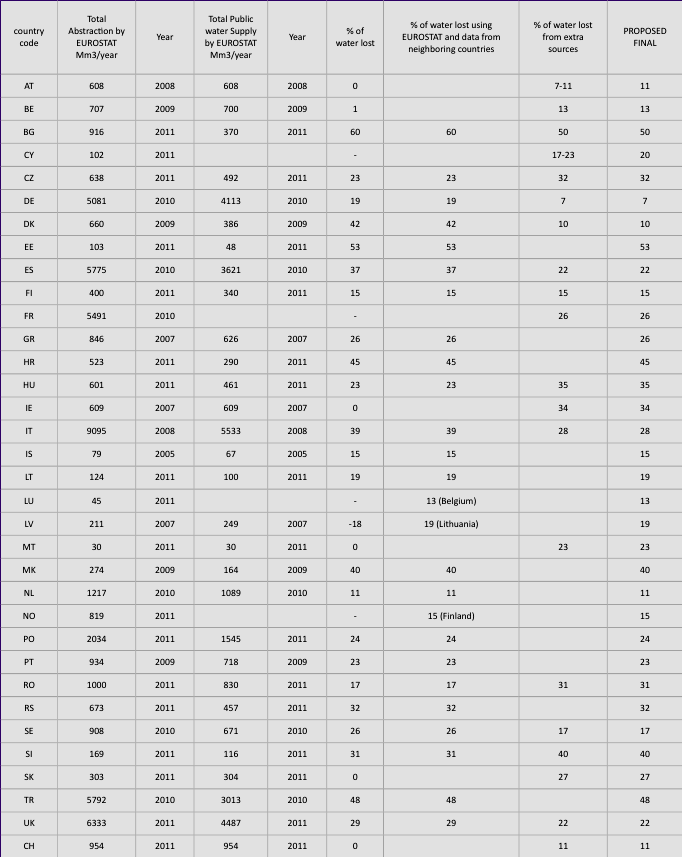 country code | Total Abstraction by EUROSTAT Mm3/year | Year | Total Public water Supply by EUROSTAT Mm3/year | Year | % of water lost | % of water lost using EUROSTAT and data from neighboring countries | % of water lost from extra sources | PROPOSED FINAL
AT 608 2008 608 2008 0 7-11 11
BE 707 2009 700 2009 1 13 13
BG 916 2011 370 2011 60 60 50 50
CY 102 2011 - 17-23 20
CZ 638 2011 492 2011 23 23 32 32
DE 5081 2010 4113 2010 19 19 7 7
DK 660 2009 386 2009 42 42 10 10
EE 103 2011 48 2011 53 53 53
ES 5775 2010 3621 2010 37 37 22 22
FI 400 2011 340 2011 15 15 15 15
FR 5491 2010 - 26 26
GR 846 2007 626 2007 26 26 26
HR 523 2011 290 2011 45 45 45
HU 601 2011 461 2011 23 23 35 35
IE 609 2007 609 2007 0 34 34
IT 9095 2008 5533 2008 39 39 28 28
IS 79 2005 67 2005 15 15 15
LT 124 2011 100 2011 19 19 19
LU 45 2011 - 13 (Belgium) 13
LV 211 2007 249 2007 -18 19 (Lithuania) 19
MT 30 2011 30 2011 0 23 23
MK 274 2009 164 2009 40 40 40
NL 1217 2010 1089 2010 11 11 11
NO 819 2011 - 15 (Finland) 15
PO 2034 2011 1545 2011 24 24 24
PT 934 2009 718 2009 23 23 23
RO 1000 2011 830 2011 17 17 31 31
RS 673 2011 457 2011 32 32 32
SE 908 2010 671 2010 26 26 17 17
SI 169 2011 116 2011 31 31 40 40
SK 303 2011 304 2011 0 27 27
TR 5792 2010 3013 2010 48 48 48
UK 6333 2011 4487 2011 29 29 22 22
CH 954 2011 954 2011 0 11 11